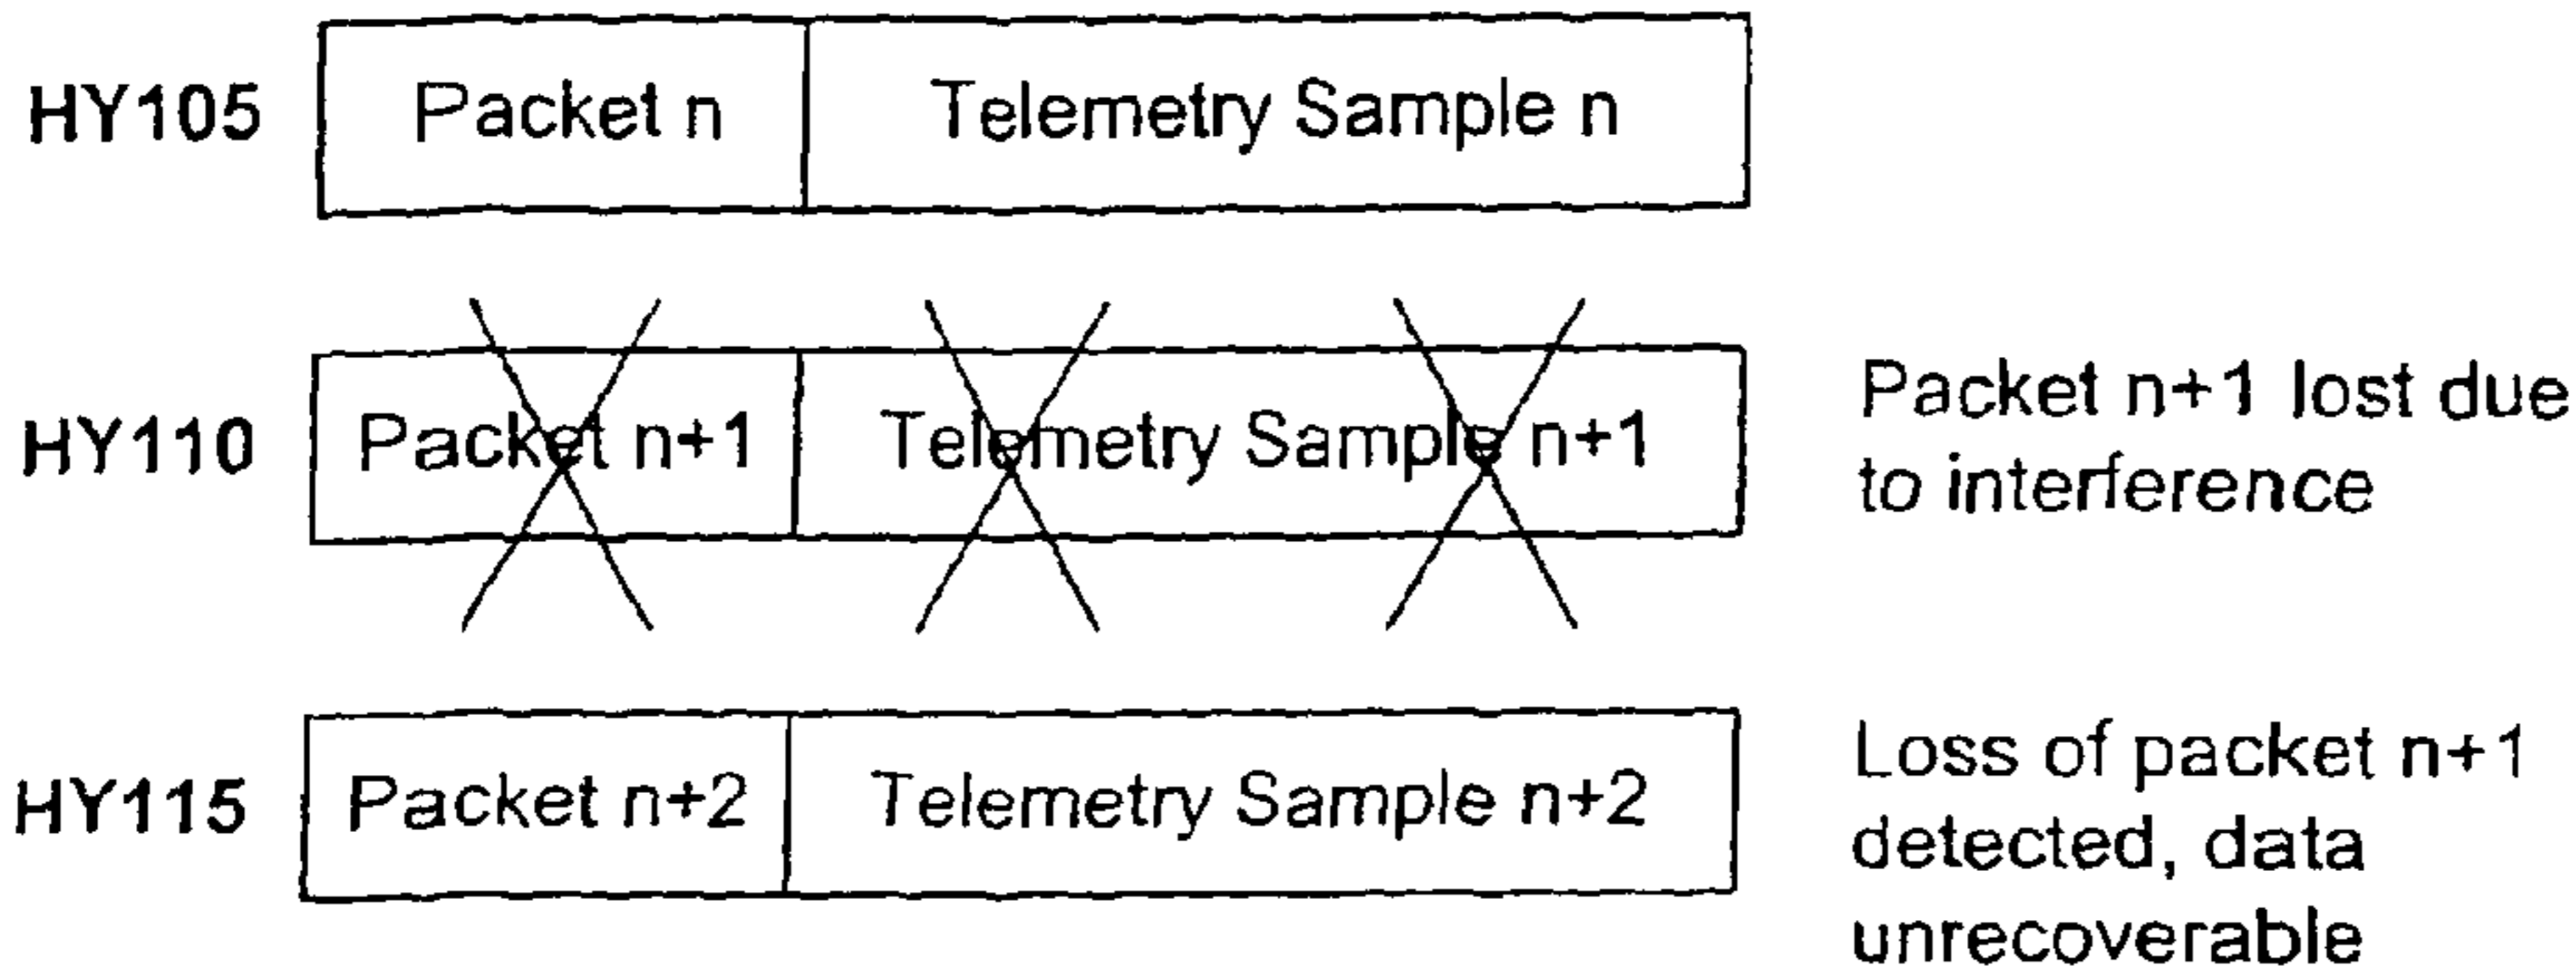 HY105 Packet n Telemetry Sample n
HY110 Packet n+1 Telemetry Sample n+1
Packet n+1 lost due
to interference
HY115 Packet n+2 Telemetry Sample n+2
Loss of packet n+1
detected, data
unrecoverable